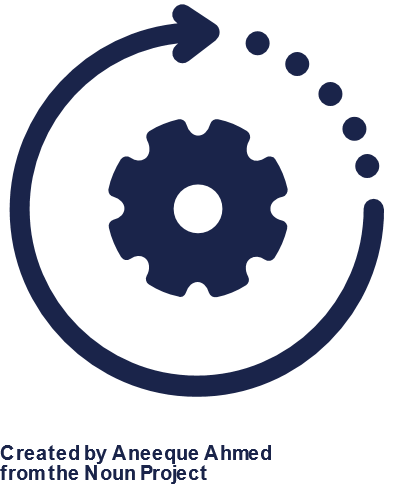 Created by Aneeque Ahmed
from the Noun Project